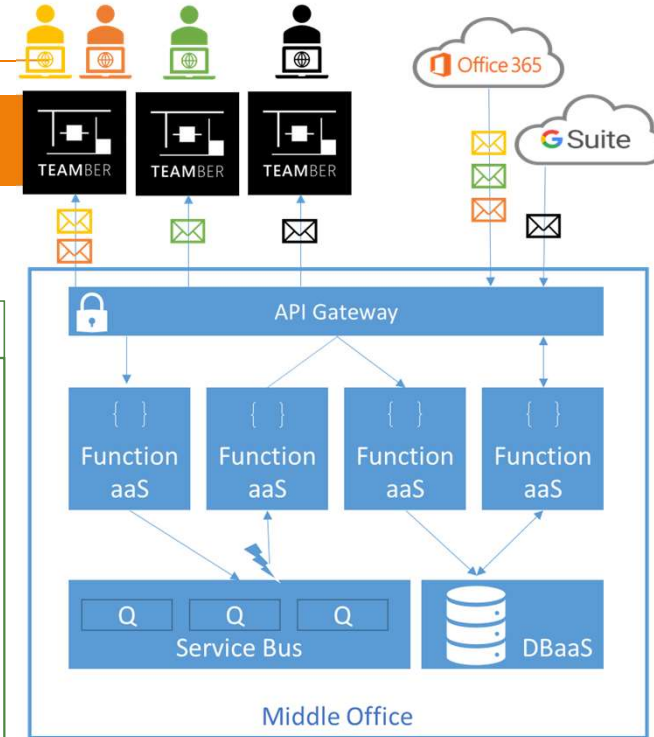 Office 365
G Suite
TEAMBER
TEAMBER
TEAMBER
API Gateway
{ }
{ }
{ }
{ }
Function
aaS
Function
aaS
Function
aaS
Function
aaS
Q
Q
Q
Service Bus
DBaaS
Middle Office